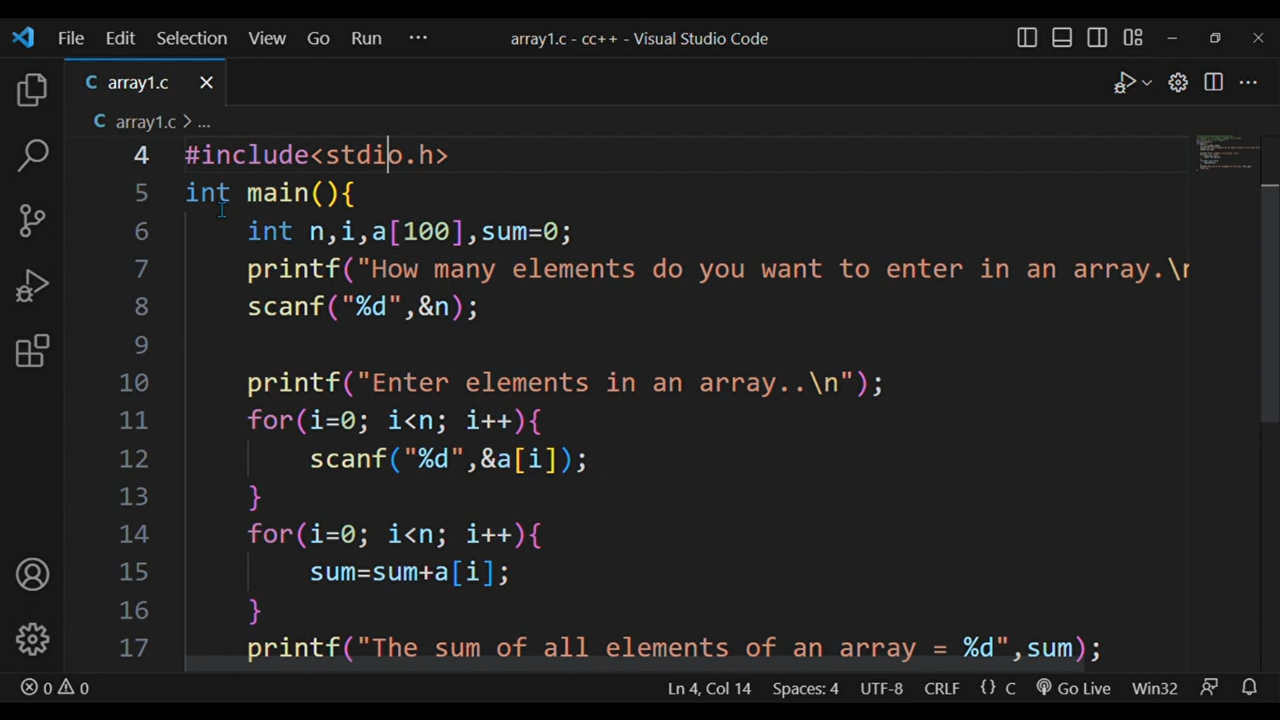 File Edit Selection View Go Run ··· array1.c - cc++ - Visual Studio Code
C array1.c
C array1.c > ...
4 #include<stdio.h>
5 int main(){
6 int n,i,a[100],sum=0;
7 printf("How many elements do you want to enter in an array.\n
8 scanf("%d",&n);
9
10 printf("Enter elements in an array..\n");
11 for(i=0; i<n; i++){
12 scanf("%d",&a[i]);
13 }
14 for(i=0; i<n; i++){
15 sum=sum+a[i];
16 }
17 printf("The sum of all elements of an array = %d",sum);
0 0 Ln 4, Col 14 Spaces: 4 UTF-8 CRLF {} C Go Live Win32